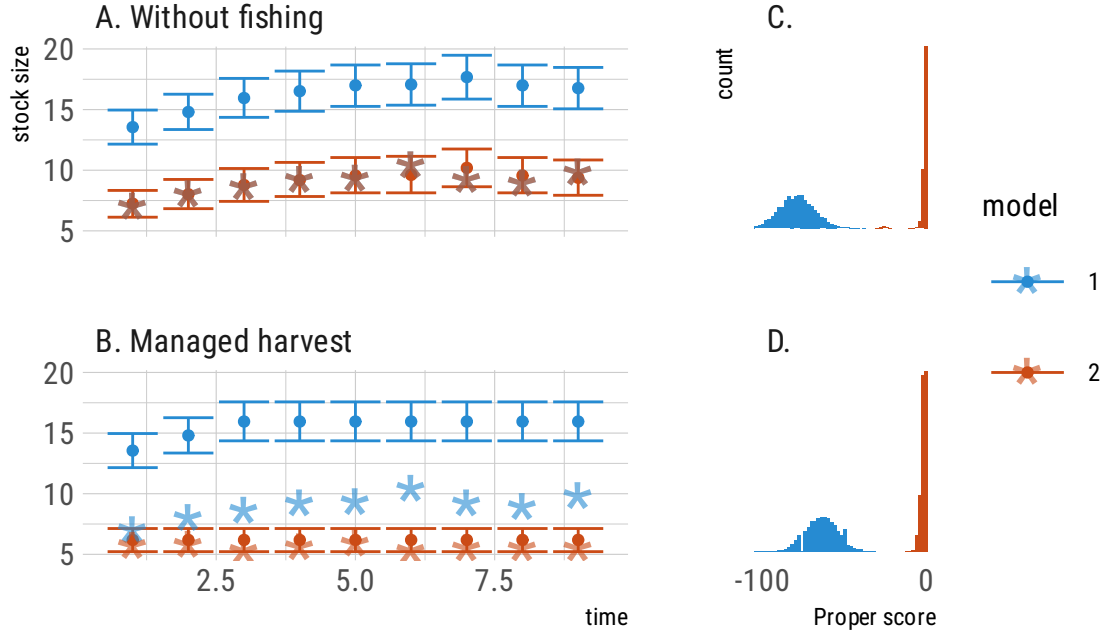 A. Without fishing
stock size
20
15
10
5
C.
count
B. Managed harvest
20
15
10
5
2.5 5.0 7.5
time
D.
-100 0
Proper score
model
1
2